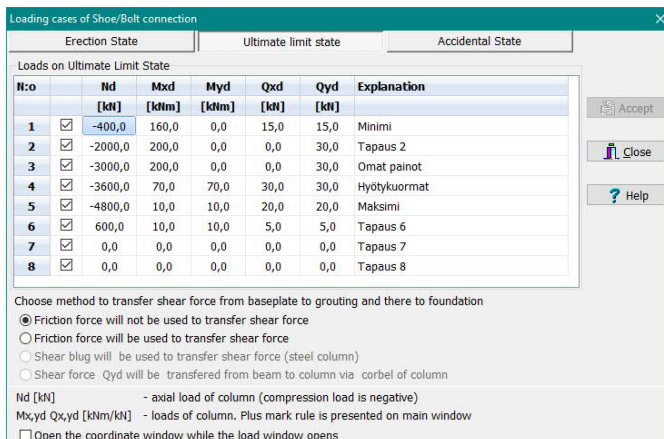 Loading cases of Shoe/Bolt connection
Erection State Ultimate limit state Accidental State
Loads on Ultimate Limit State
N:o Nd Mxd Myd Qxd Qyd Explanation
[kN] [kNm] [kNm] [kN] [kN]
1 -400,0 160,0 0,0 15,0 15,0 Minimi
2 -2000,0 200,0 0,0 0,0 30,0 Tapaus 2
3 -3000,0 200,0 0,0 0,0 30,0 Omat painot
4 -3600,0 70,0 70,0 30,0 30,0 Hyötykuormat
5 -4800,0 10,0 10,0 20,0 20,0 Maksimi
6 600,0 10,0 10,0 5,0 5,0 Tapaus 6
7 0,0 0,0 0,0 0,0 0,0 Tapaus 7
8 0,0 0,0 0,0 0,0 0,0 Tapaus 8
Accept
Close
Help
Choose method to transfer shear force from baseplate to grouting and there to foundation
Friction force will not be used to transfer shear force
Friction force will be used to transfer shear force
Shear blug will be used to transfer shear force (steel column)
Shear force Qyd will be transfered from beam to column via corbel of column
Nd [kN] - axial load of column (compression load is negative)
Mx,yd Qx,yd [kNm/kN] - loads of column. Plus mark rule is presented on main window
Open the coordinate window while the load window opens